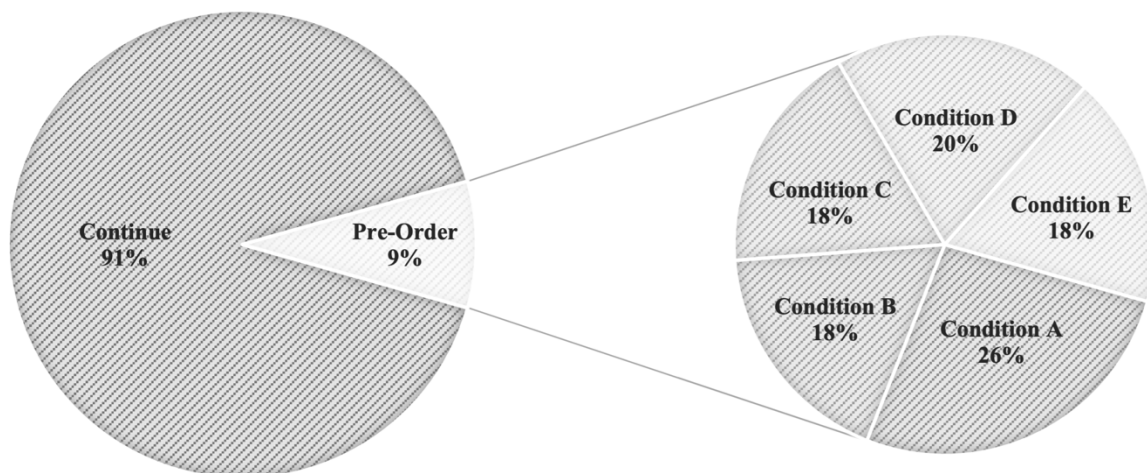 Continue
91%
Pre-Order
9%
Condition D
20%
Condition C
18%
Condition E
18%
Condition B
18%
Condition A
26%